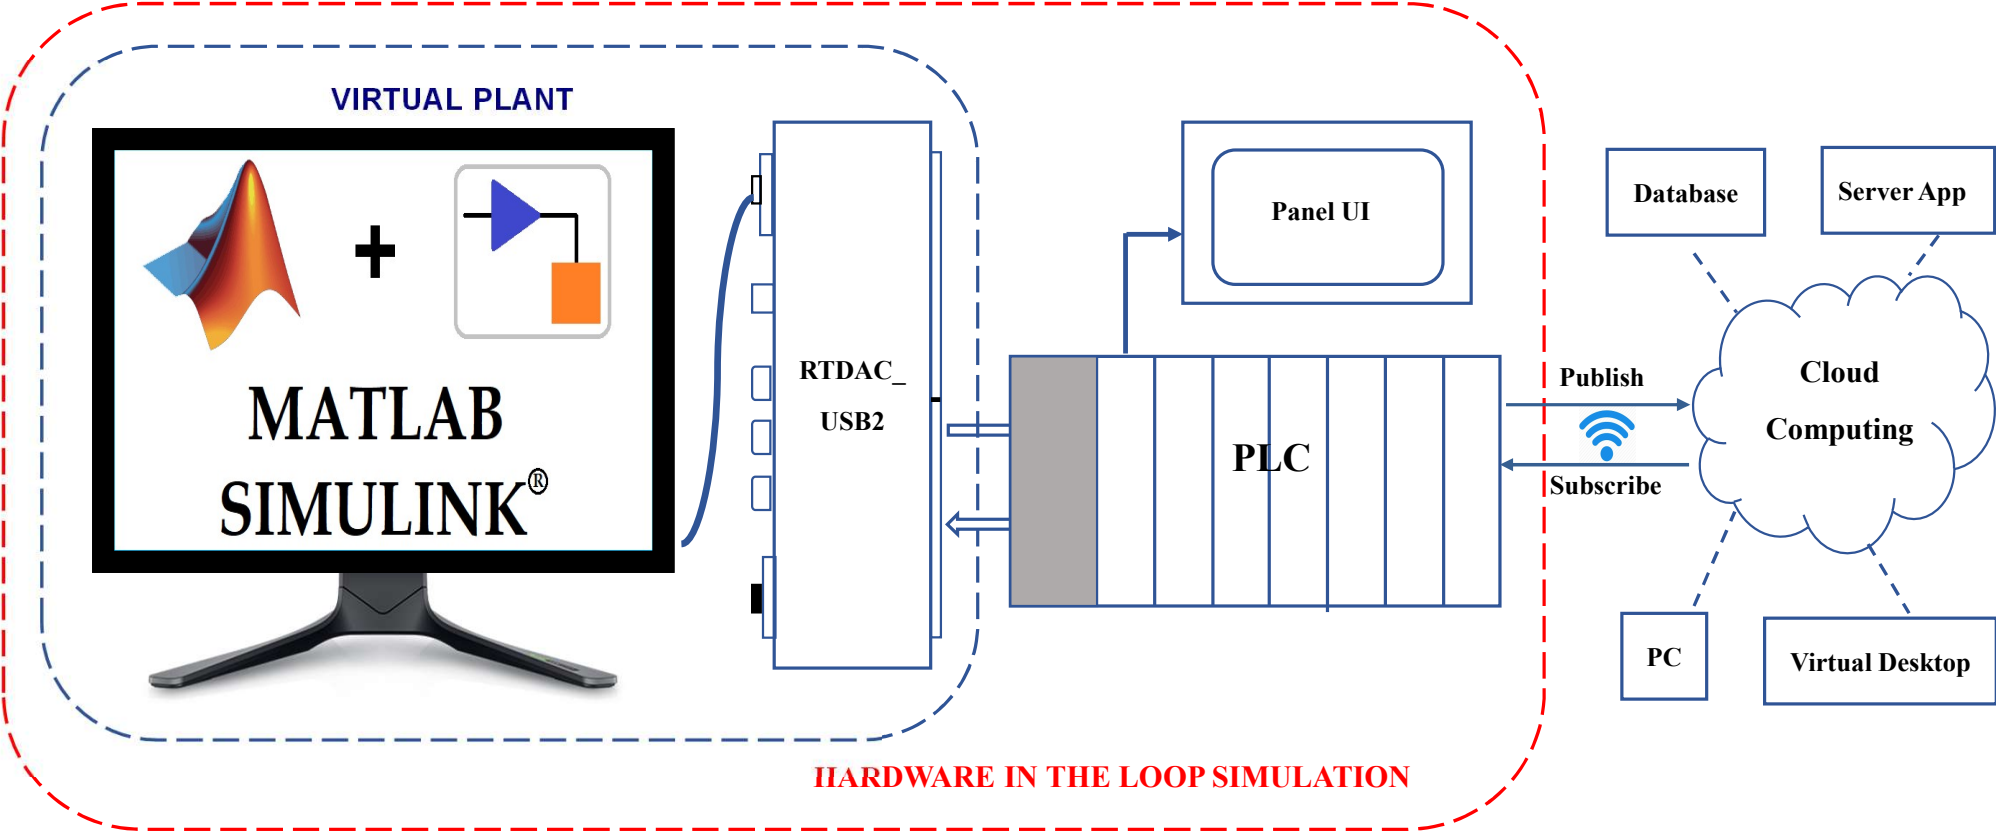 VIRTUAL PLANT
MATLAB
SIMULINK®
RTDAC_
USB2
Panel UI
PLC
Publish
Subscribe
Database
Server App
Cloud
Computing
PC
Virtual Desktop
HARDWARE IN THE LOOP SIMULATION